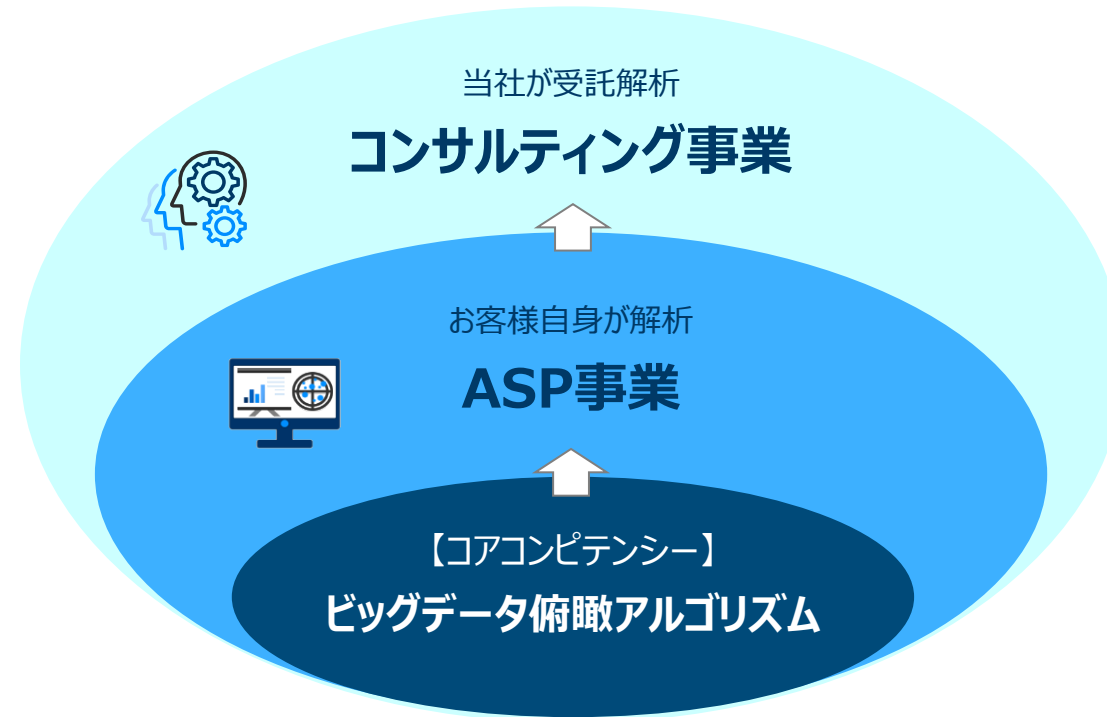 当社が受託解析
コンサルティング事業
お客様自身が解析
ASP事業
【コアコンピテンシー】
ビッグデータ俯瞰アルゴリズム